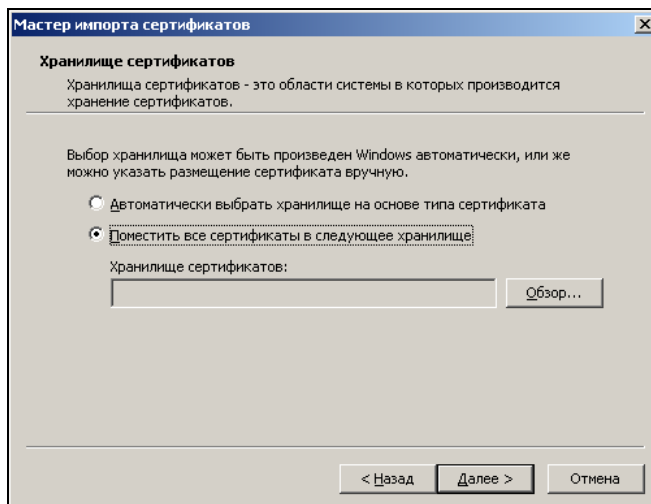 Мастер импорта сертификатов
Хранилище сертификатов
Хранилища сертификатов - это области системы в которых производится
хранение сертификатов.
Выбор хранилища может быть произведен Windows автоматически, или же
можно указать размещение сертификата вручную.
Автоматически выбрать хранилище на основе типа сертификата
Поместить все сертификаты в следующее хранилище
Хранилище сертификатов:
Обзор...
< Назад
Далее >
Отмена